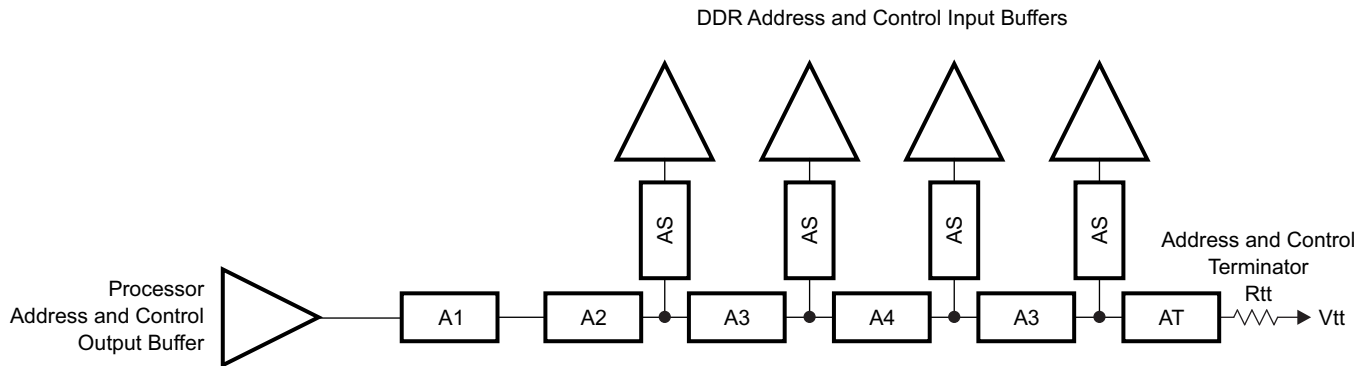 DDR Address and Control Input Buffers
AS
AS
AS
AS
Address and Control
Terminator
Rtt
Processor
Address and Control
Output Buffer
A1
A2
A3
A4
A3
AT
Vtt